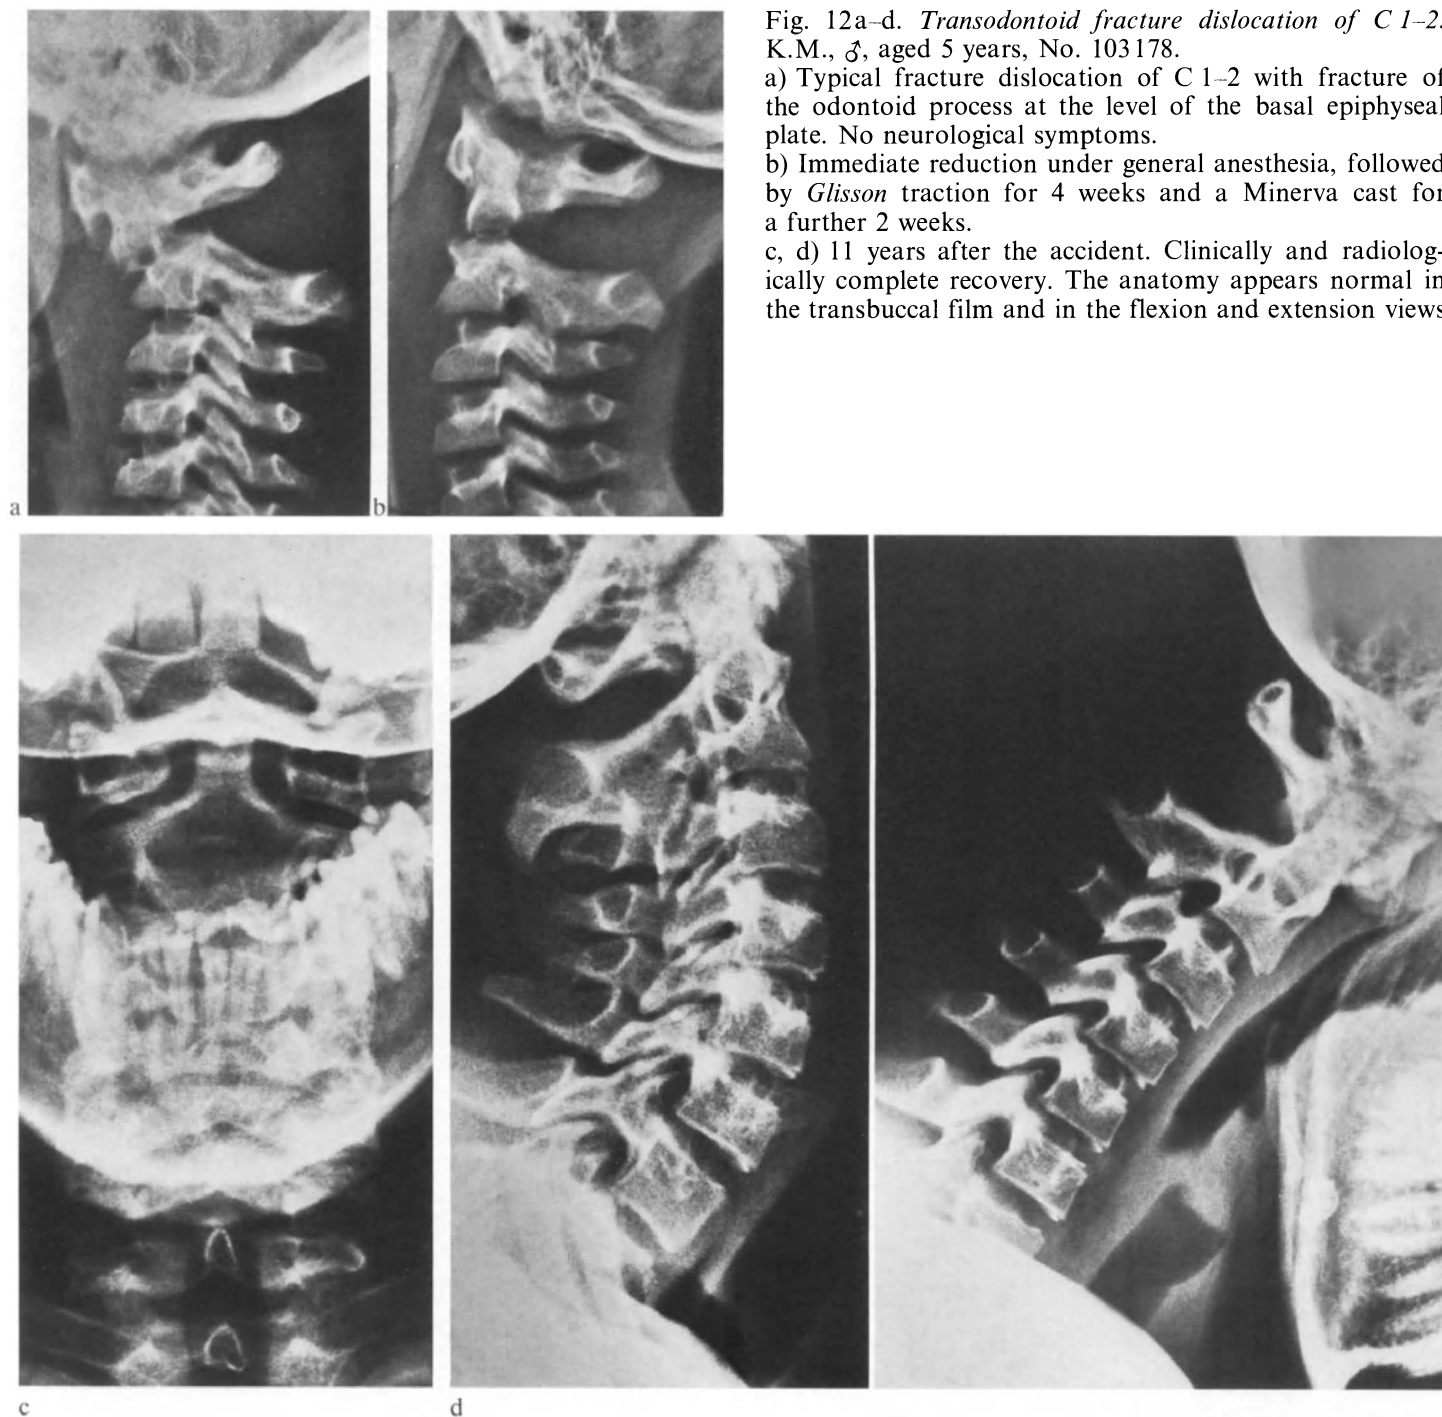 Fig. 12a–d. Transodontoid fracture dislocation of C 1–2.
K.M., ♂, aged 5 years, No. 103178.
a) Typical fracture dislocation of C 1–2 with fracture of
the odontoid process at the level of the basal epiphyseal
plate. No neurological symptoms.
b) Immediate reduction under general anesthesia, followed
by Glisson traction for 4 weeks and a Minerva cast for
a further 2 weeks.
c, d) 11 years after the accident. Clinically and radiolog-
ically complete recovery. The anatomy appears normal in
the transbuccal film and in the flexion and extension views
a
b
c
d